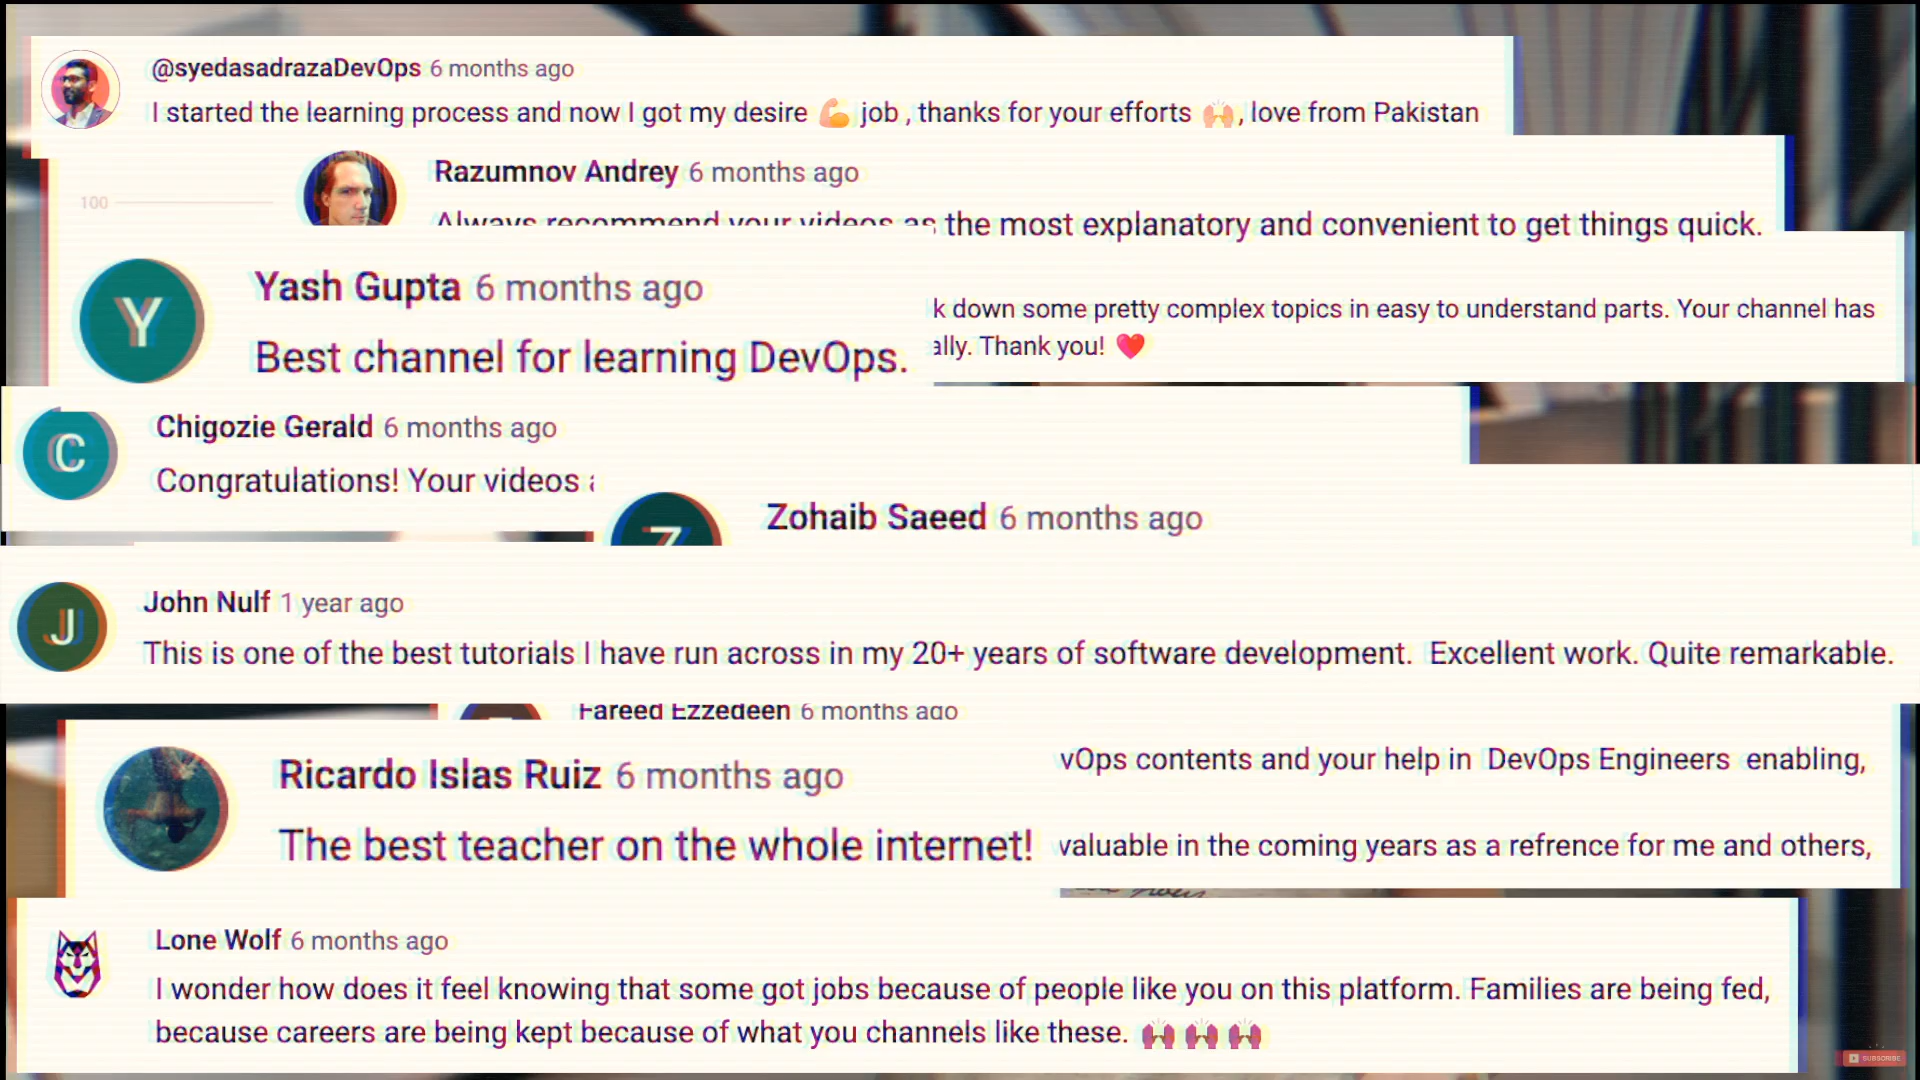 @syedasadrazaDevOps 6 months ago
I started the learning process and now I got my desire 💪 job , thanks for your efforts 🙌, love from Pakistan
Razumnov Andrey 6 months ago
100
Always recommend your videos as the most explanatory and convenient to get things quick.
Yash Gupta 6 months ago
k down some pretty complex topics in easy to understand parts. Your channel has
Best channel for learning DevOps.
ally. Thank you! ❤️
Chigozie Gerald 6 months ago
C
Y
Congratulations! Your videos
Zohaib Saeed 6 months ago
Z
John Nulf 1 year ago
J
This is one of the best tutorials I have run across in my 20+ years of software development. Excellent work. Quite remarkable.
Fareed Ezzedeen 6 months ago
Ricardo Islas Ruiz 6 months ago
vOps contents and your help in DevOps Engineers enabling,
The best teacher on the whole internet!
valuable in the coming years as a refrence for me and others,
Lone Wolf 6 months ago
I wonder how does it feel knowing that some got jobs because of people like you on this platform. Families are being fed,
because careers are being kept because of what you channels like these. 🙌 🙌 🙌
SUBSCRIBE